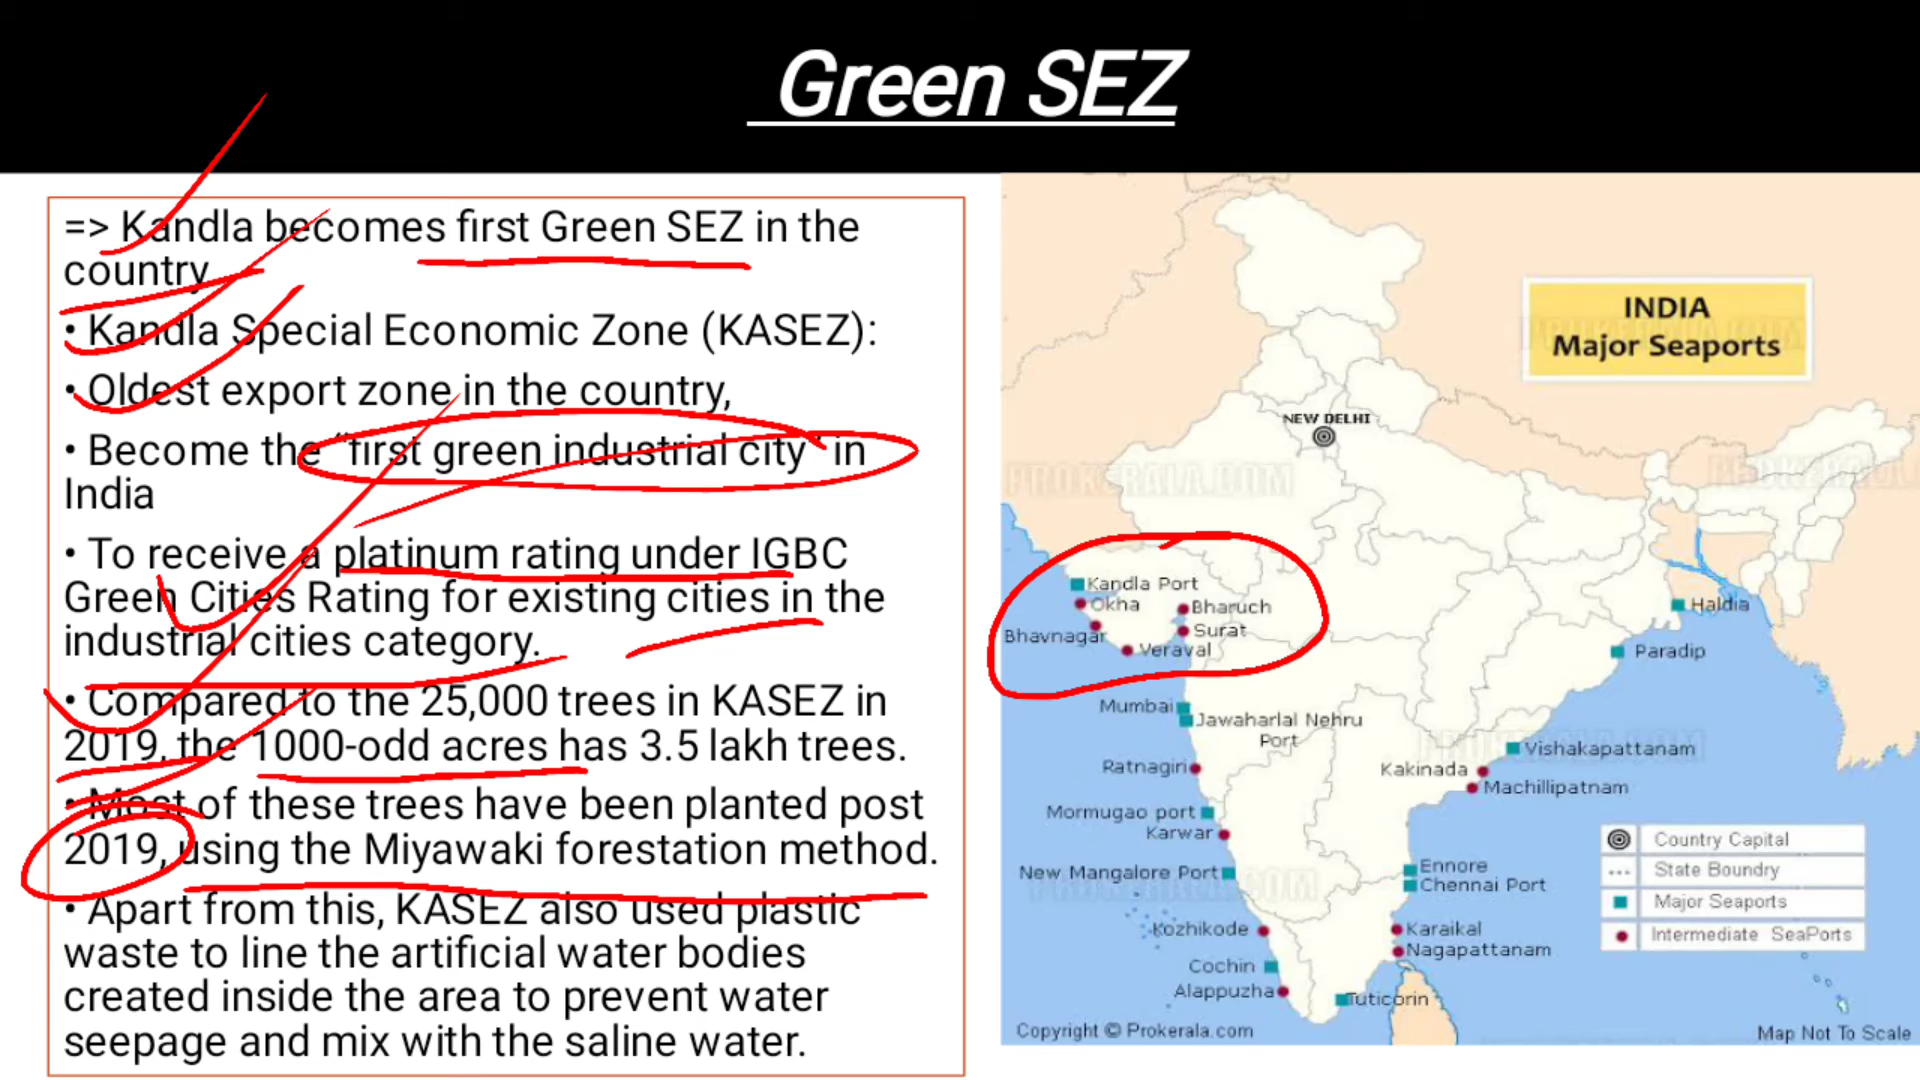 Green SEZ
=> Kandla becomes first Green SEZ in the
country
• Kandla Special Economic Zone (KASEZ):
• Oldest export zone in the country,
• Become the "first green industrial city" in
India
• To receive a platinum rating under IGBC
Green Cities Rating for existing cities in the
industrial cities category.
• Compared to the 25,000 trees in KASEZ in
2019, the 1000-odd acres has 3.5 lakh trees.
• Most of these trees have been planted post
2019, using the Miyawaki forestation method.
• Apart from this, KASEZ also used plastic
waste to line the artificial water bodies
created inside the area to prevent water
seepage and mix with the saline water.
INDIA
Major Seaports
NEW DELHI
PROKERALA.COM
Kandla Port
Okha
Bharuch
Bhavnagar
Surat
Veraval
Haldia
Paradip
Mumbai
Jawaharlal Nehru
Port
Vishakapattanam
Ratnagiri
Kakinada
Machillipatnam
Mormugao port
Karwar
New Mangalore Port
Ennore
Chennai Port
Kozhikode
Karaikal
Nagapattanam
Cochin
Alappuzha
Tuticorin
Country Capital
State Boundry
Major Seaports
Intermediate SeaPorts
Copyright © Prokerala.com
Map Not To Scale